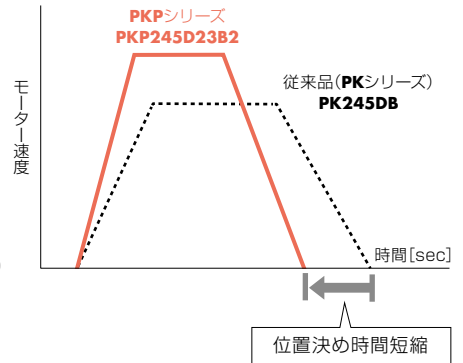 PKPシリーズ
PKP245D23B2
従来品(PKシリーズ)
PK245DB
モーター速度
時間[sec]
位置決め時間短縮